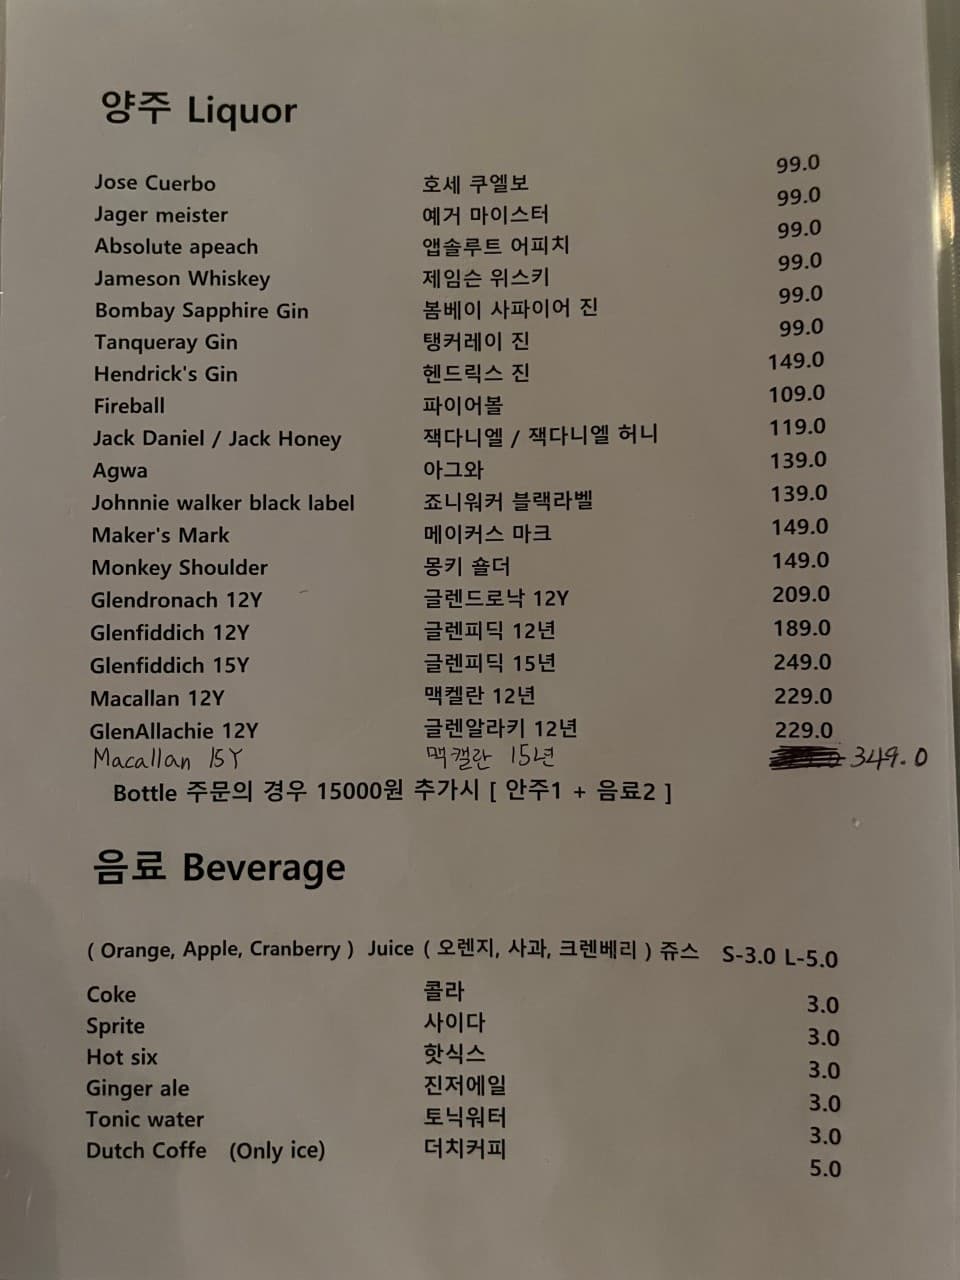 양주 Liquor
Jose Cuerbo 호세 쿠엘보 99.0
Jager meister 예거 마이스터 99.0
Absolute apeach 앱솔루트 어피치 99.0
Jameson Whiskey 제임슨 위스키 99.0
Bombay Sapphire Gin 봄베이 사파이어 진 99.0
Tanqueray Gin 탱커레이 진 99.0
Hendrick's Gin 헨드릭스 진 149.0
Fireball 파이어볼 109.0
Jack Daniel / Jack Honey 잭다니엘 / 잭다니엘 허니 119.0
Agwa 아그와 139.0
Johnnie walker black label 죠니워커 블랙라벨 139.0
Maker's Mark 메이커스 마크 149.0
Monkey Shoulder 몽키 숄더 149.0
Glendronach 12Y 글렌드로낙 12Y 209.0
Glenfiddich 12Y 글렌피딕 12년 189.0
Glenfiddich 15Y 글렌피딕 15년 249.0
Macallan 12Y 맥켈란 12년 229.0
GlenAllachie 12Y 글렌알라키 12년 229.0
Macallan 15Y 맥캘란 15년 349.0
Bottle 주문의 경우 15000원 추가시 [ 안주1 + 음료2 ]
음료 Beverage
( Orange, Apple, Cranberry ) Juice ( 오렌지, 사과, 크렌베리 ) 쥬스 S-3.0 L-5.0
Coke 콜라 3.0
Sprite 사이다 3.0
Hot six 핫식스 3.0
Ginger ale 진저에일 3.0
Tonic water 토닉워터 3.0
Dutch Coffe (Only ice) 더치커피 5.0